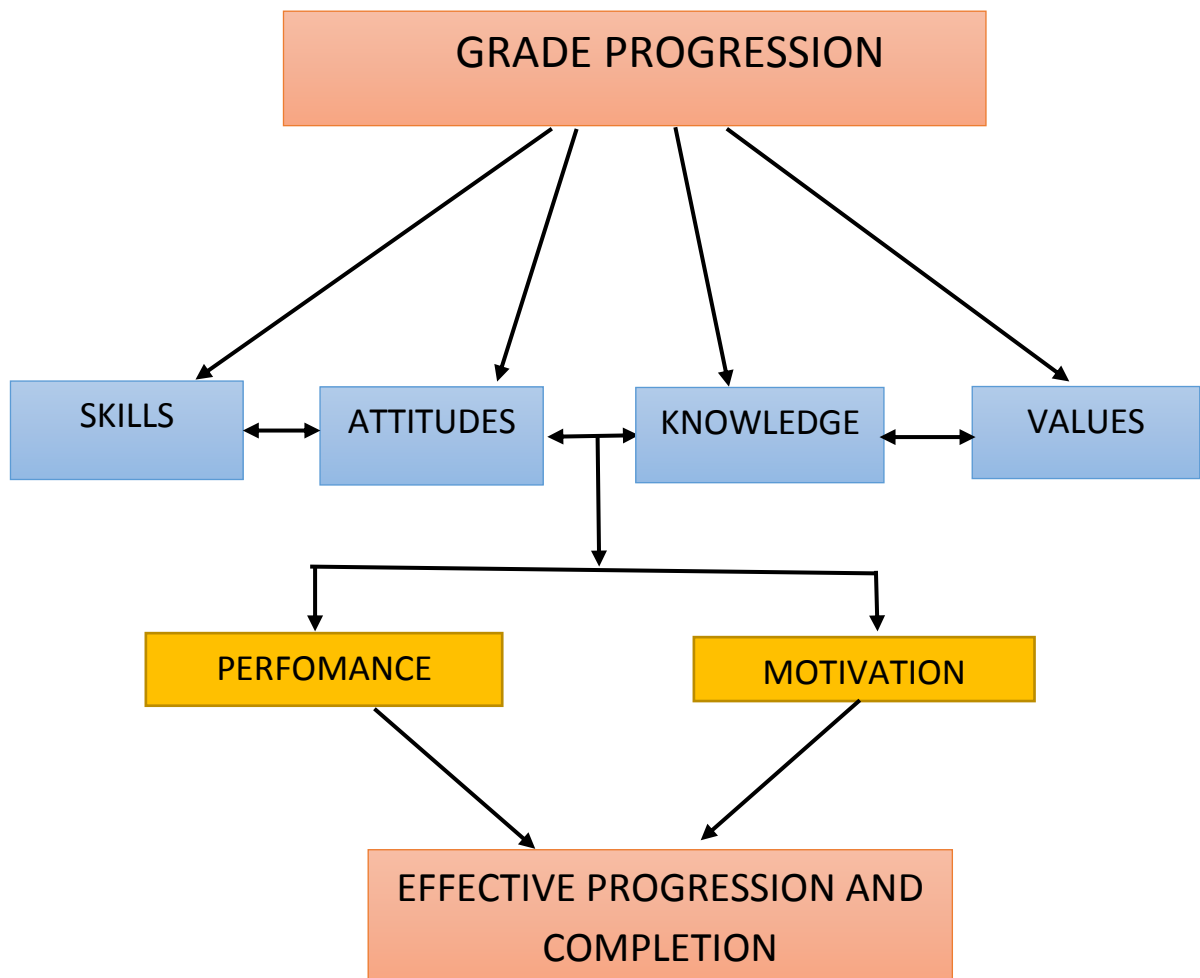 GRADE PROGRESSION
SKILLS
ATTITUDES
KNOWLEDGE
VALUES
PERFOMANCE
MOTIVATION
EFFECTIVE PROGRESSION AND
COMPLETION